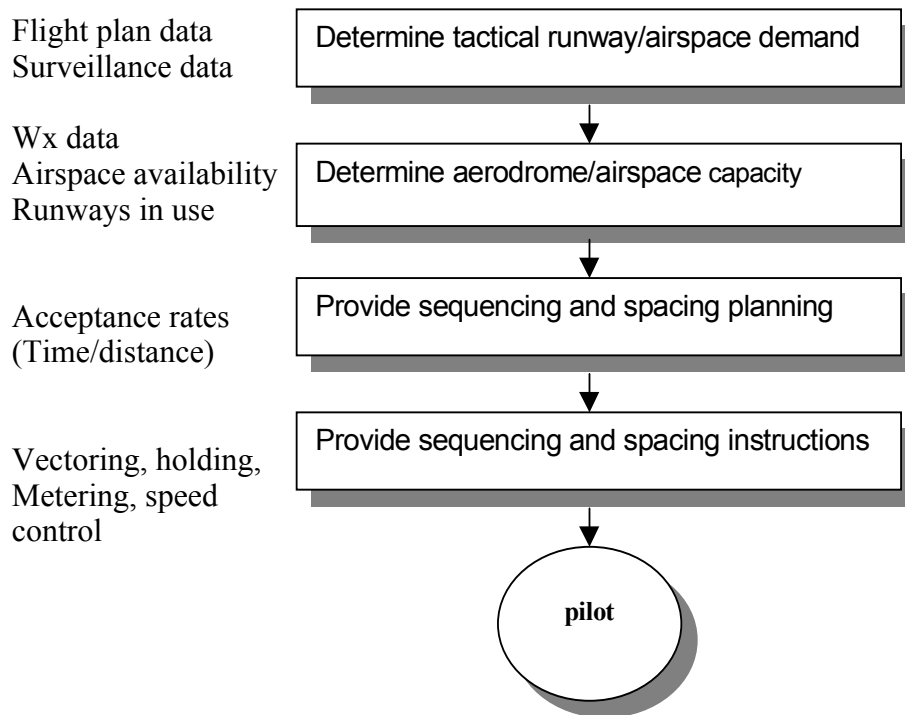 Flight plan data
Surveillance data
Determine tactical runway/airspace demand
Wx data
Airspace availability
Runways in use
Determine aerodrome/airspace capacity
Acceptance rates
(Time/distance)
Provide sequencing and spacing planning
Vectoring, holding,
Metering, speed
control
Provide sequencing and spacing instructions
pilot